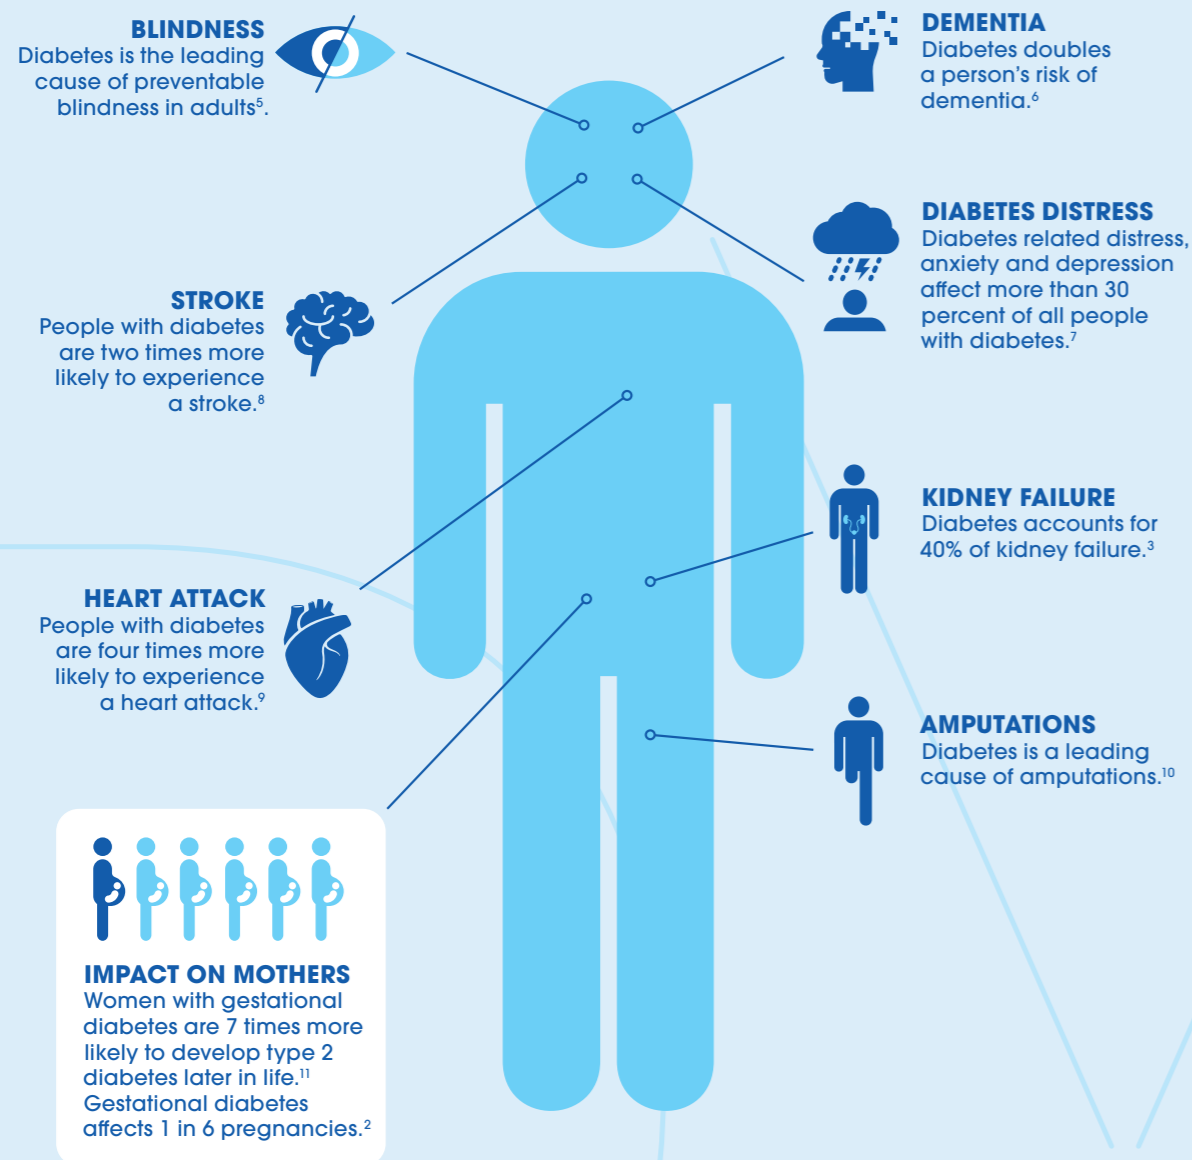 BLINDNESS
Diabetes is the leading
cause of preventable
blindness in adults⁵.
DEMENTIA
Diabetes doubles
a person's risk of
dementia.⁶
DIABETES DISTRESS
Diabetes related distress,
anxiety and depression
affect more than 30
percent of all people
with diabetes.⁷
STROKE
People with diabetes
are two times more
likely to experience
a stroke.⁸
KIDNEY FAILURE
Diabetes accounts for
40% of kidney failure.³
HEART ATTACK
People with diabetes
are four times more
likely to experience
a heart attack.⁹
AMPUTATIONS
Diabetes is a leading
cause of amputations.¹⁰
IMPACT ON MOTHERS
Women with gestational
diabetes are 7 times more
likely to develop type 2
diabetes later in life.¹¹
Gestational diabetes
affects 1 in 6 pregnancies.²